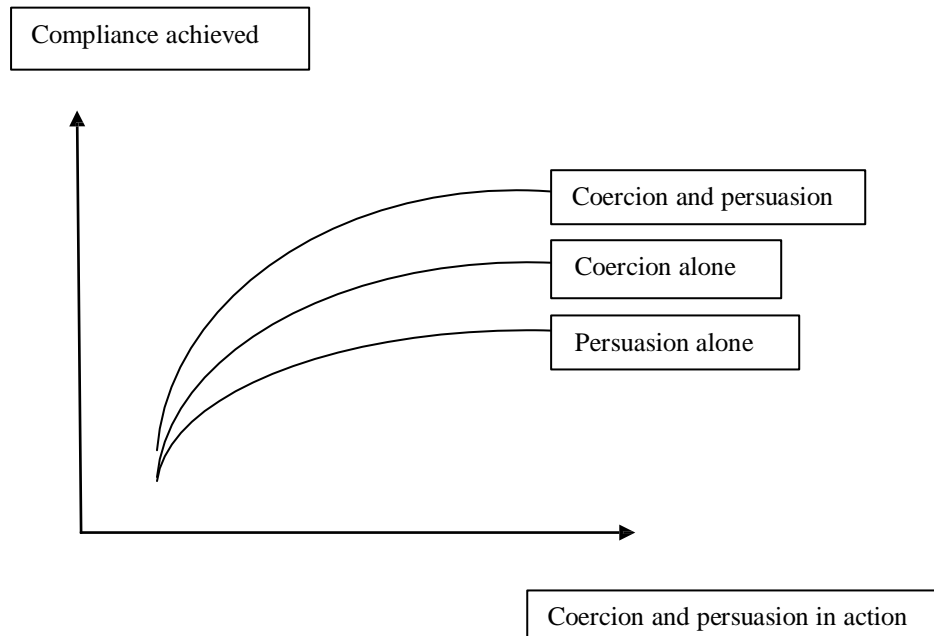 Compliance achieved
Coercion and persuasion
Coercion alone
Persuasion alone
Coercion and persuasion in action